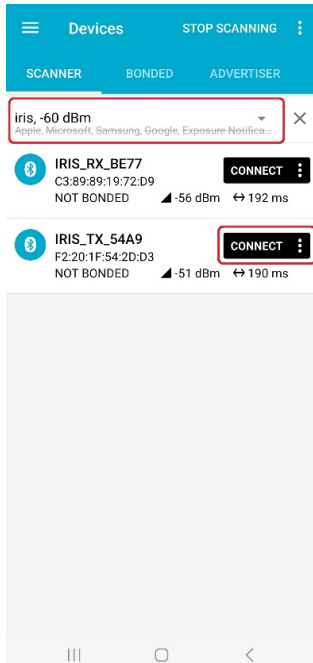 Devices STOP SCANNING
SCANNER BONDED ADVERTISER
iris, -60 dBm
Apple, Microsoft, Samsung, Google, Exposure Notifica...
IRIS_RX_BE77 CONNECT
C3:89:89:19:72:D9
NOT BONDED -56 dBm ↔ 192 ms
IRIS_TX_54A9 CONNECT
F2:20:1F:54:2D:D3
NOT BONDED -51 dBm ↔ 190 ms